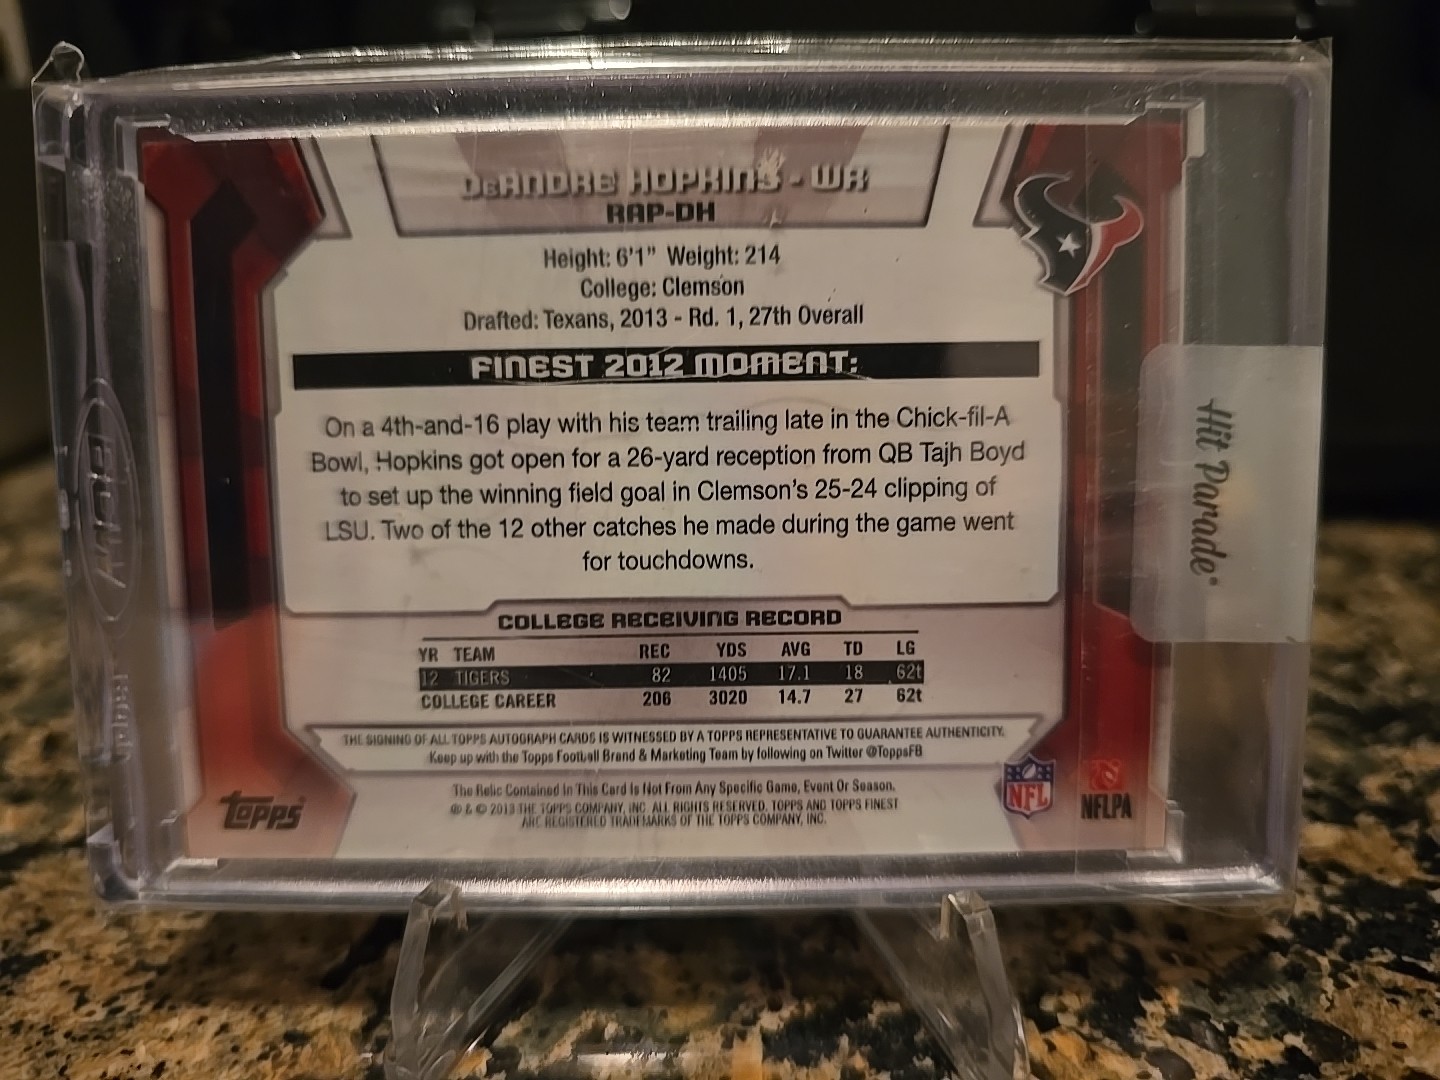 DeANDRE HOPKINS - WR
RAP-DH
Height: 6'1" Weight: 214
College: Clemson
Drafted: Texans, 2013 - Rd. 1, 27th Overall
FINEST 2012 MOMENT:
On a 4th-and-16 play with his team trailing late in the Chick-fil-A
Bowl, Hopkins got open for a 26-yard reception from QB Tajh Boyd
to set up the winning field goal in Clemson's 25-24 clipping of
LSU. Two of the 12 other catches he made during the game went
for touchdowns.
COLLEGE RECEIVING RECORD
YR TEAM REC YDS AVG TD LG
12 TIGERS 82 1405 17.1 18 62t
COLLEGE CAREER 206 3020 14.7 27 62t
THE SIGNING OF ALL TOPPS AUTOGRAPH CARDS IS WITNESSED BY A TOPPS REPRESENTATIVE TO GUARANTEE AUTHENTICITY.
Keep up with the Topps Football Brand & Marketing Team by following on Twitter @ToppsFB
The Relic Contained In This Card Is Not From Any Specific Game, Event Or Season.
® & © 2013 THE TOPPS COMPANY, INC. ALL RIGHTS RESERVED. TOPPS AND TOPPS FINEST
ARE REGISTERED TRADEMARKS OF THE TOPPS COMPANY, INC.
Topps
NFL
NFLPA
Hit Parade